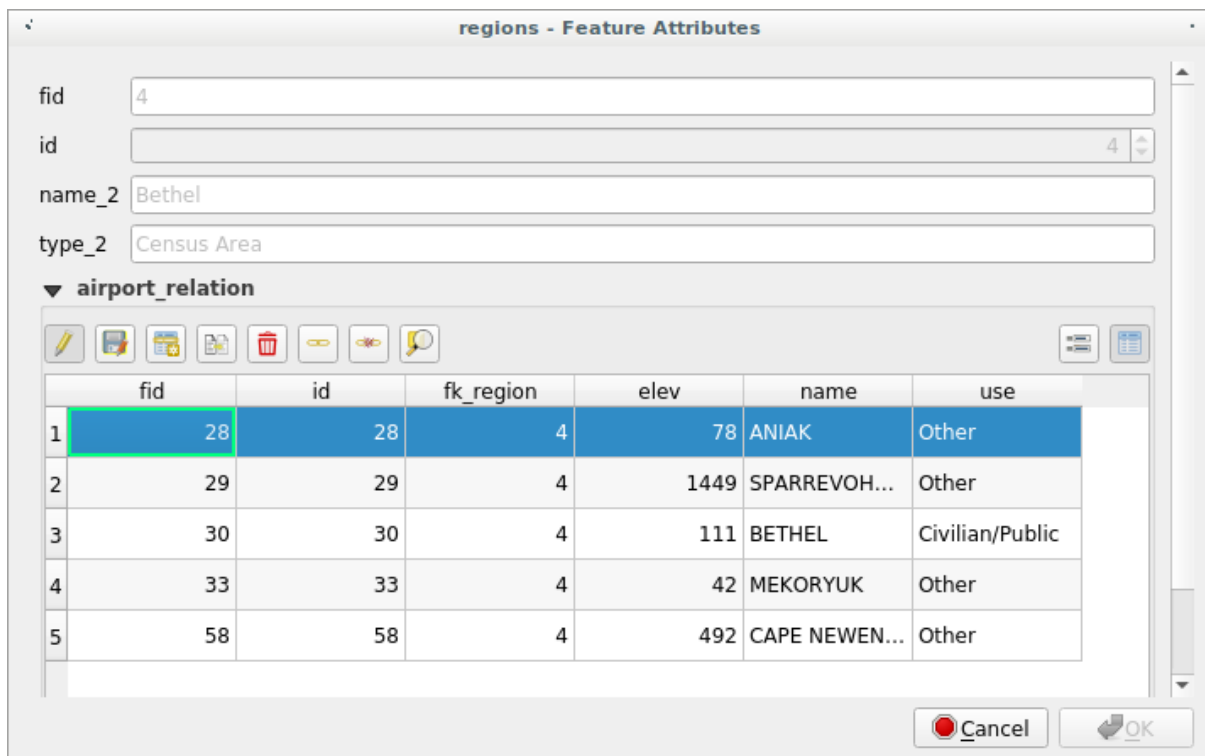 regions - Feature Attributes
fid 4
id 4
name_2 Bethel
type_2 Census Area
airport_relation
fid id fk_region elev name use
1 28 28 4 78 ANIAK Other
2 29 29 4 1449 SPARREVOH... Other
3 30 30 4 111 BETHEL Civilian/Public
4 33 33 4 42 MEKORYUK Other
5 58 58 4 492 CAPE NEWEN... Other
Cancel OK